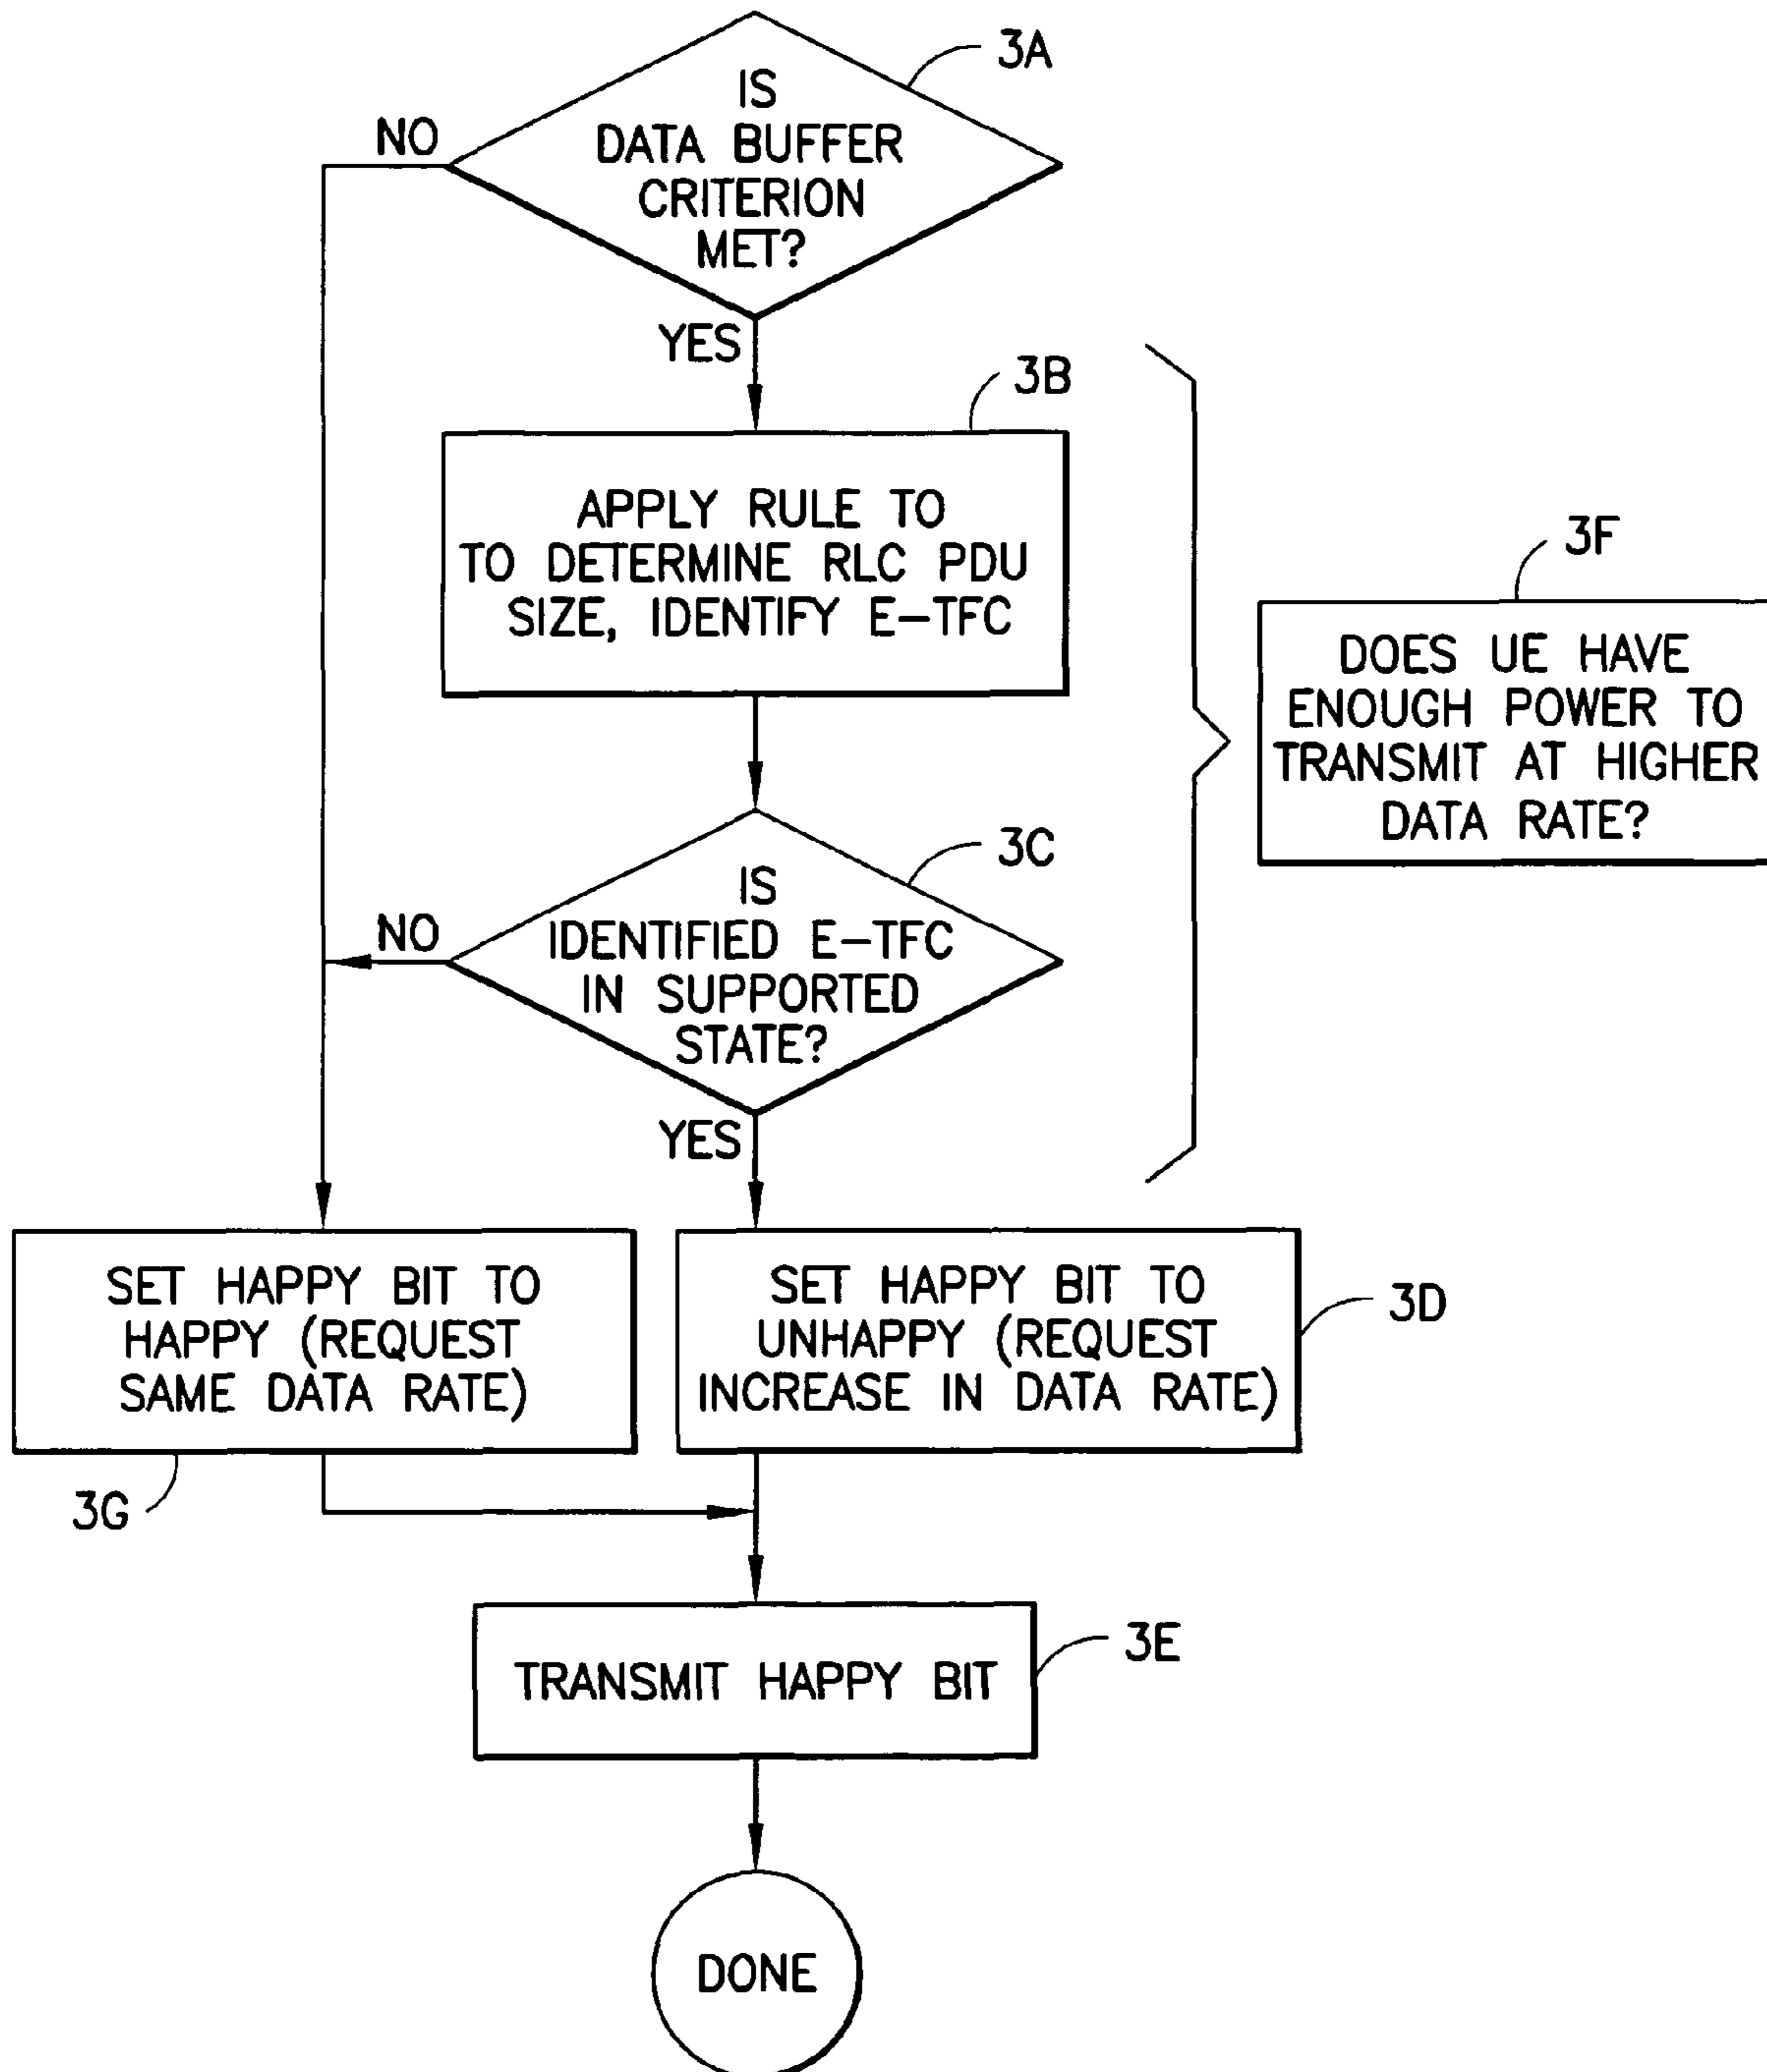 3A
IS
DATA BUFFER
CRITERION
MET?
NO
YES
3B
APPLY RULE TO
TO DETERMINE RLC PDU
SIZE, IDENTIFY E-TFC
3F
DOES UE HAVE
ENOUGH POWER TO
TRANSMIT AT HIGHER
DATA RATE?
3C
IS
IDENTIFIED E-TFC
IN SUPPORTED
STATE?
NO
YES
SET HAPPY BIT TO
HAPPY (REQUEST
SAME DATA RATE)
3G
SET HAPPY BIT TO
UNHAPPY (REQUEST
INCREASE IN DATA RATE)
3D
TRANSMIT HAPPY BIT
3E
DONE